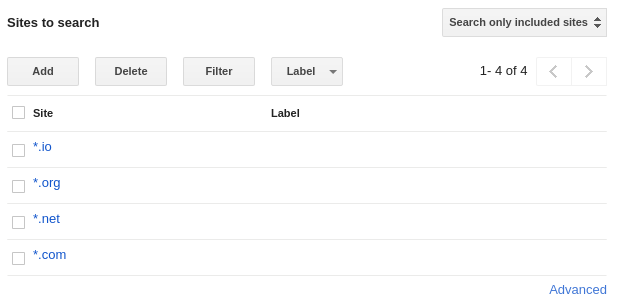 Sites to search
Search only included sites
Add Delete Filter Label 1- 4 of 4
Site Label
*.io
*.org
*.net
*.com
Advanced